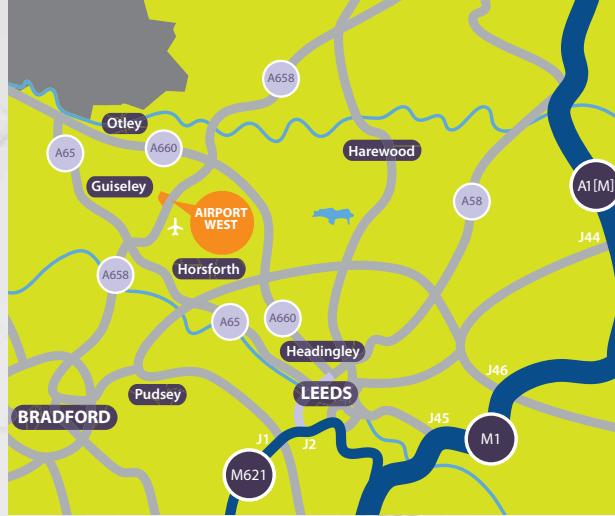 A658
Otley
A65
A660
Harewood
Guiseley
A1[M]
A58
AIRPORT
WEST
J44
Horsforth
A658
A65
A660
Headingley
J46
Pudsey
LEEDS
BRADFORD
J45
J1
J2
M1
M621